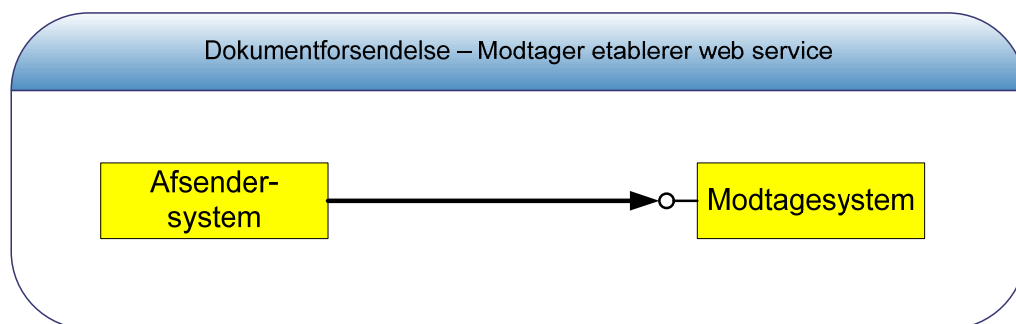 Dokumentforsendelse – Modtager etablerer web service
Afsender-
system
Modtagesystem